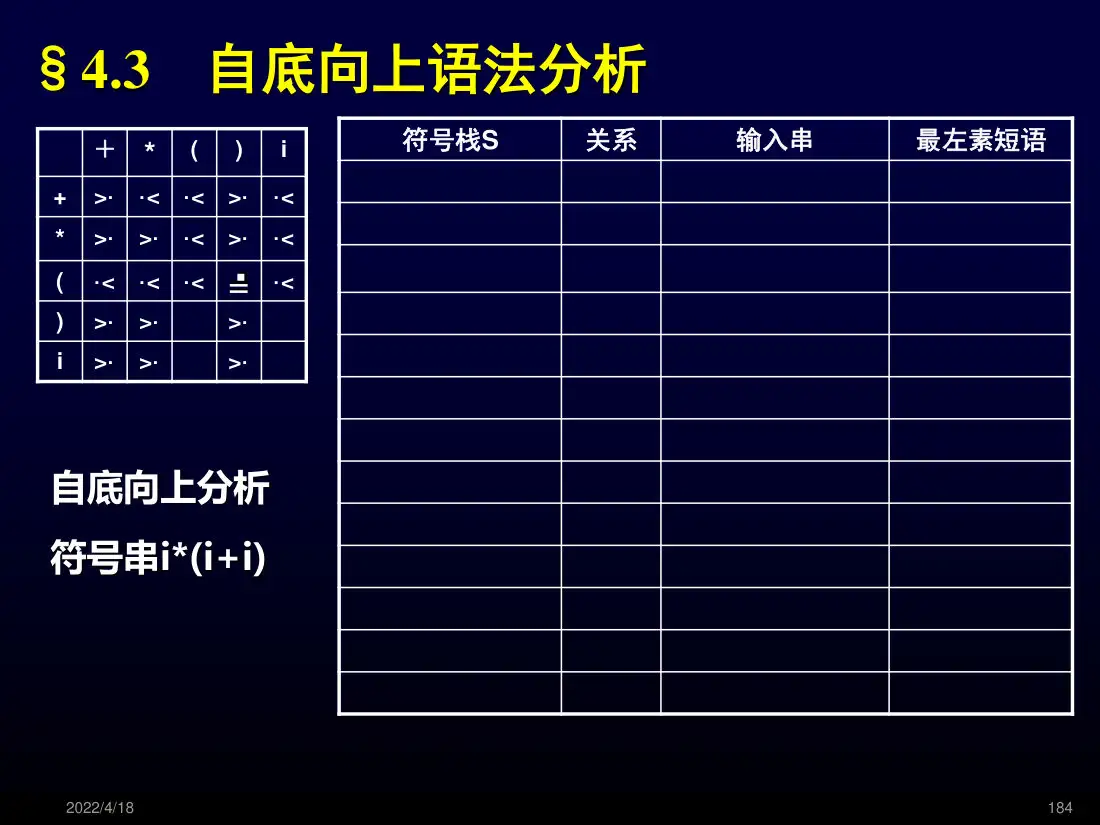 §4.3 自底向上语法分析
＋ * ( ) i
+ >· ·< ·< >· ·<
* >· >· ·< >· ·<
( ·< ·< ·< ≐ ·<
) >· >· >·
i >· >· >·
符号栈S 关系 输入串 最左素短语
自底向上分析
符号串i*(i+i)
2022/4/18
184